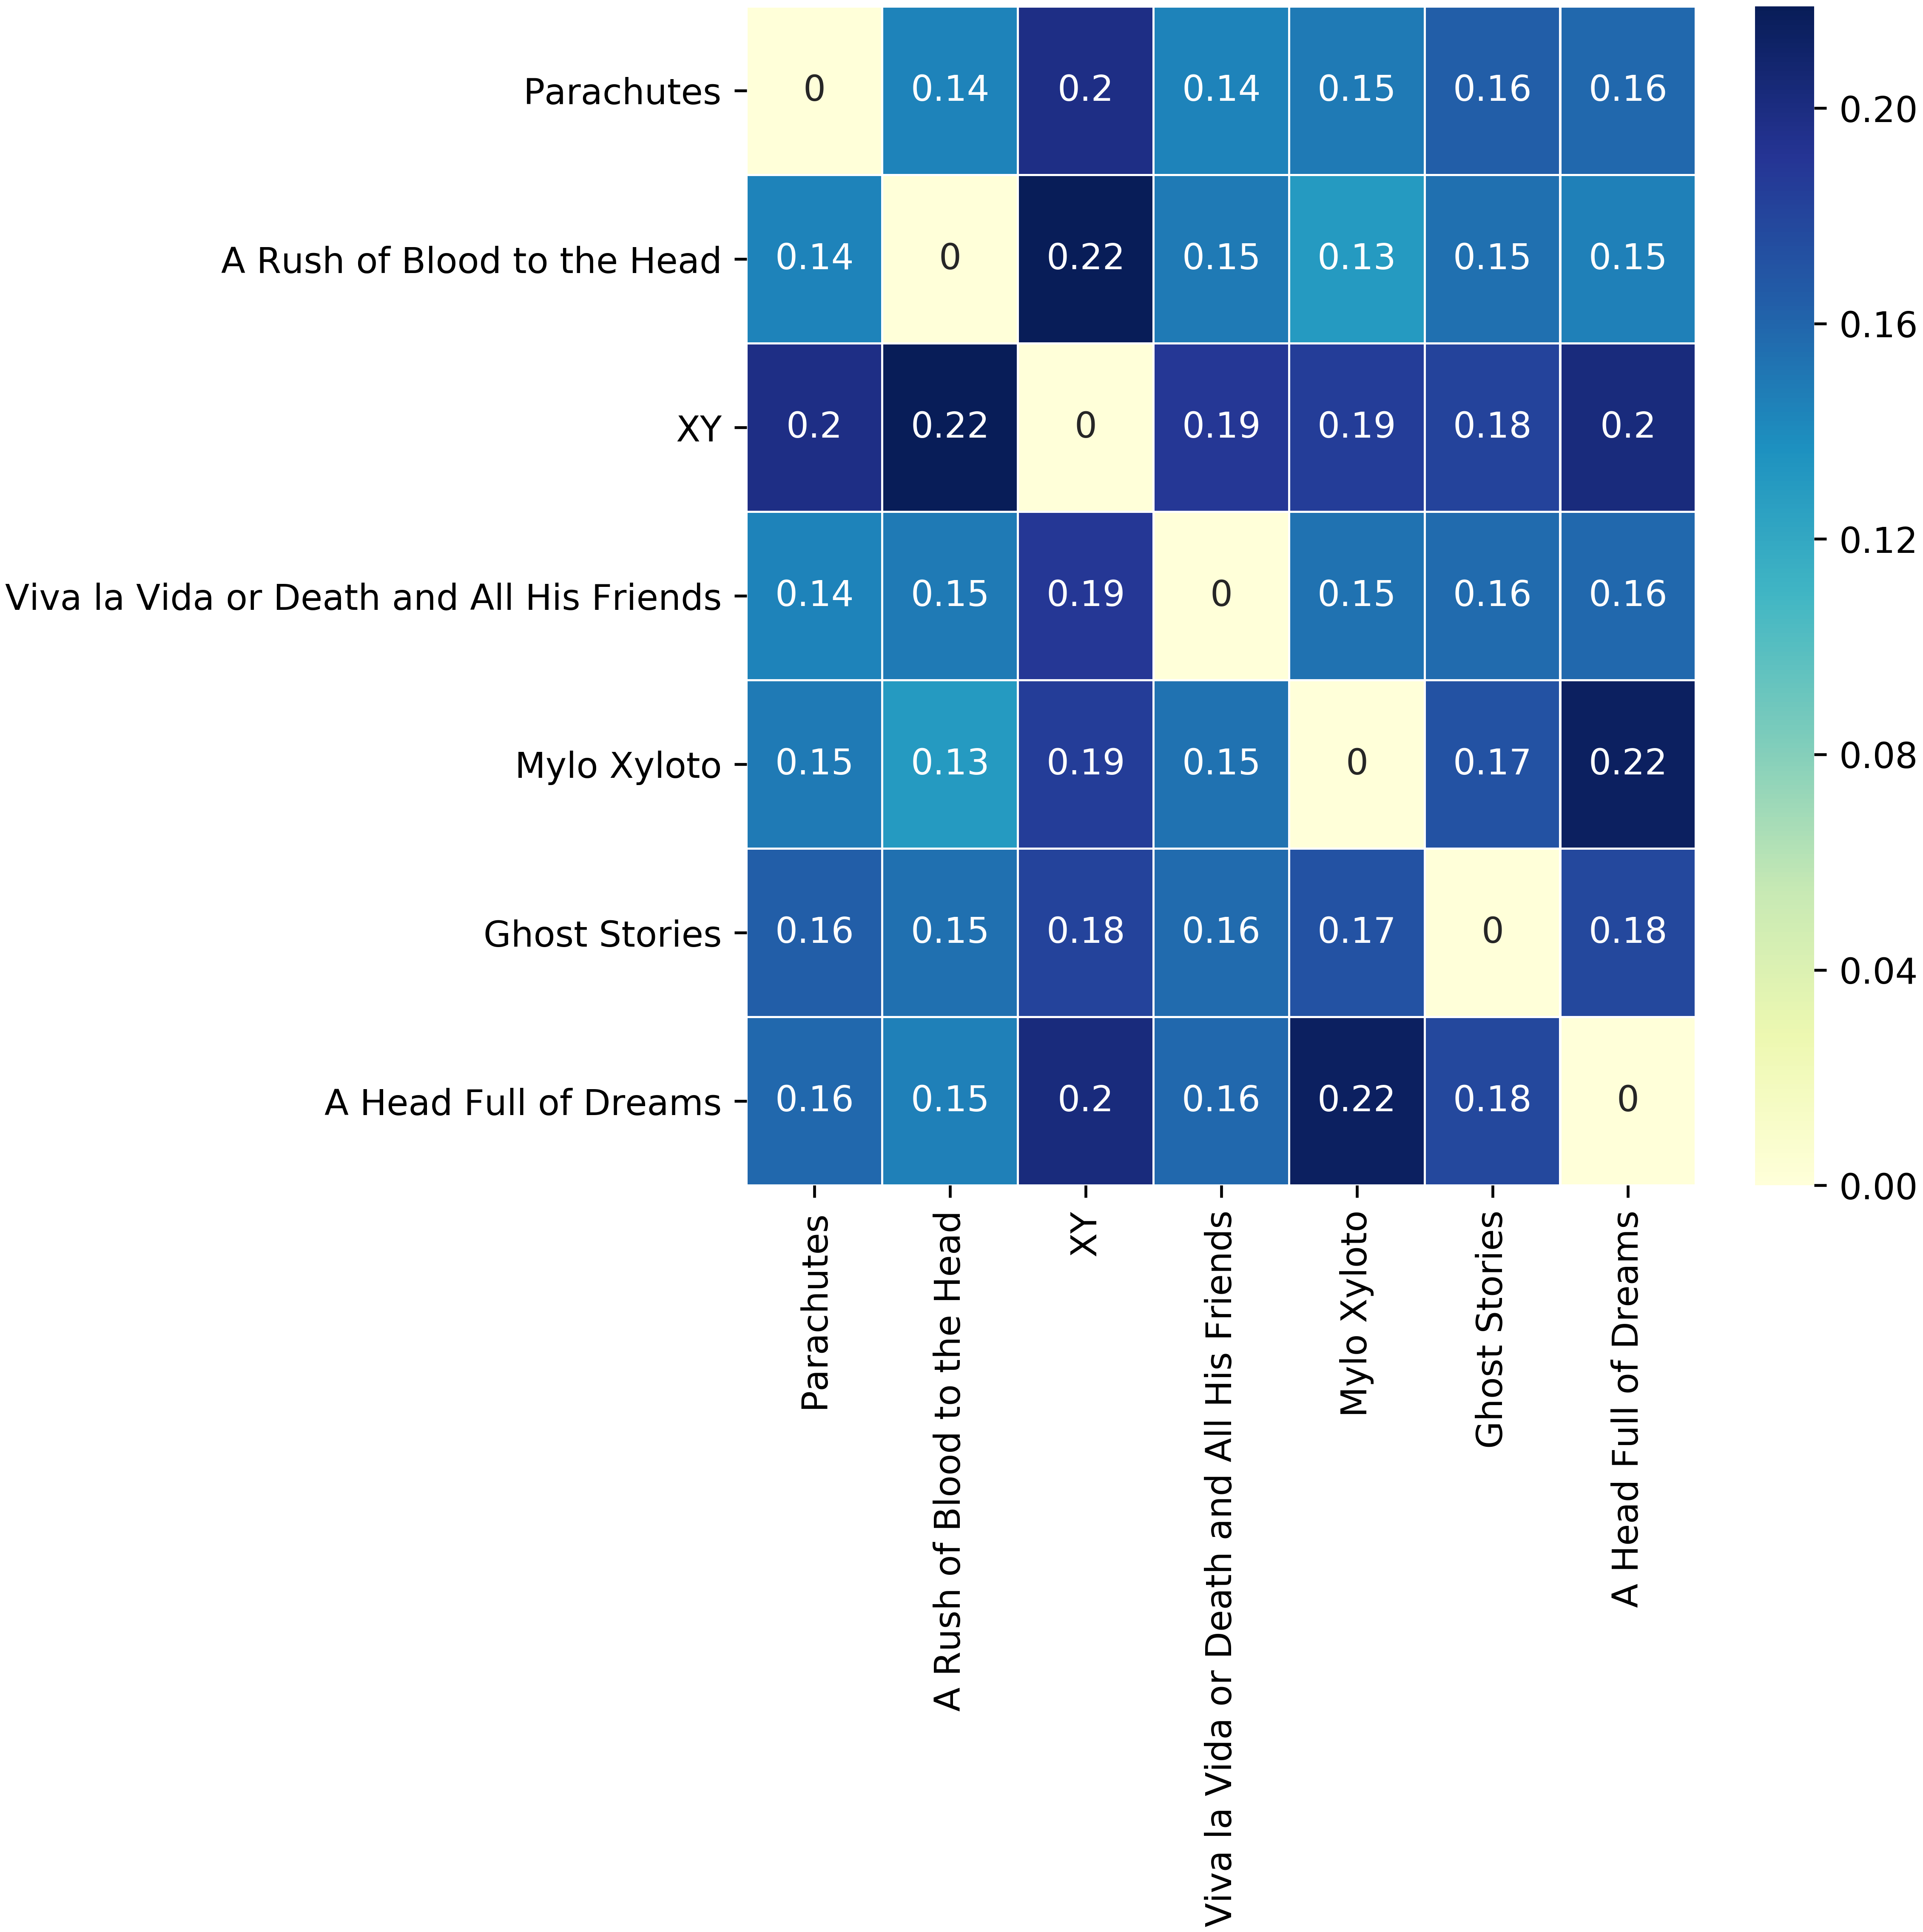 Parachutes 0 0.14 0.2 0.14 0.15 0.16 0.16
0.20
A Rush of Blood to the Head 0.14 0 0.22 0.15 0.13 0.15 0.15
0.16
XY 0.2 0.22 0 0.19 0.19 0.18 0.2
0.12
Viva la Vida or Death and All His Friends 0.14 0.15 0.19 0 0.15 0.16 0.16
Mylo Xyloto 0.15 0.13 0.19 0.15 0 0.17 0.22
0.08
Ghost Stories 0.16 0.15 0.18 0.16 0.17 0 0.18
0.04
A Head Full of Dreams 0.16 0.15 0.2 0.16 0.22 0.18 0
0.00
Parachutes
A Rush of Blood to the Head
XY
Viva la Vida or Death and All His Friends
Mylo Xyloto
Ghost Stories
A Head Full of Dreams